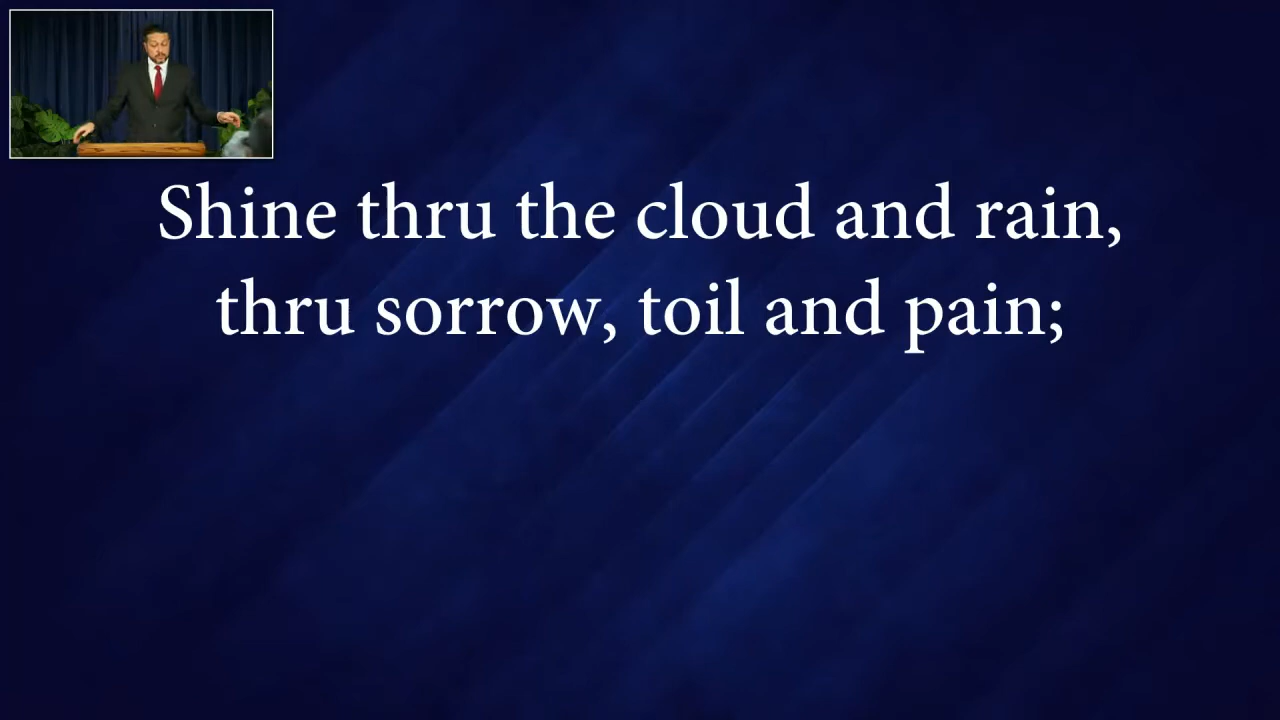 Shine thru the cloud and rain,
thru sorrow, toil and pain;